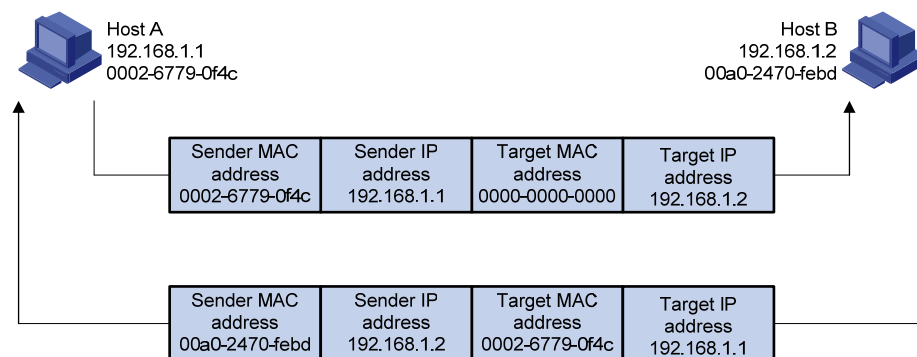 Host A
192.168.1.1
0002-6779-0f4c
Host B
192.168.1.2
00a0-2470-febd
Sender MAC
address
0002-6779-0f4c
Sender IP
address
192.168.1.1
Target MAC
address
0000-0000-0000
Target IP
address
192.168.1.2
Sender MAC
address
00a0-2470-febd
Sender IP
address
192.168.1.2
Target MAC
address
0002-6779-0f4c
Target IP
address
192.168.1.1